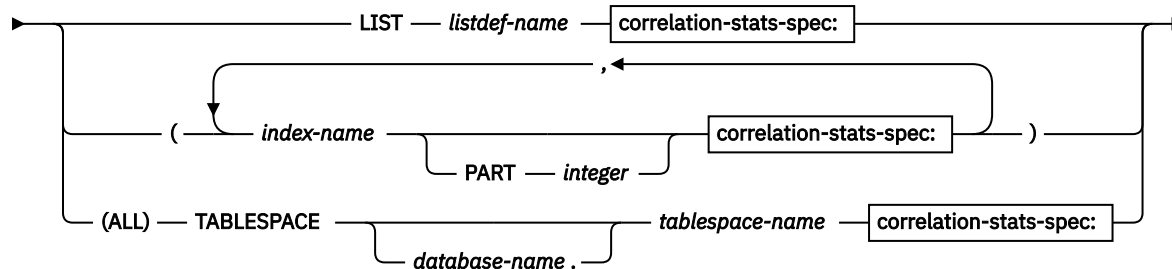 LIST listdef-name correlation-stats-spec:
,
( index-name correlation-stats-spec: )
PART integer
(ALL) TABLESPACE tablespace-name correlation-stats-spec:
database-name .